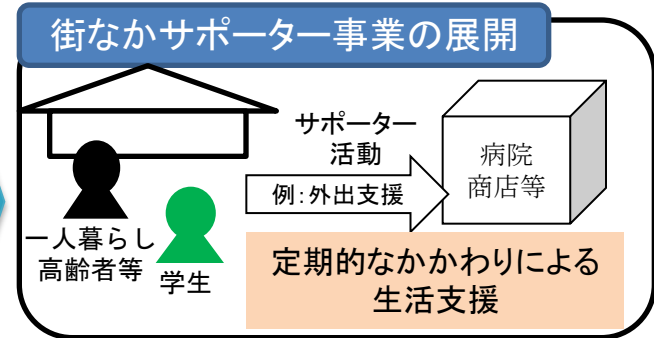 街なかサポーター事業の展開
サポーター
活動
例：外出支援
病院
商店等
一人暮らし
高齢者等
学生
定期的なかかわりによる
生活支援